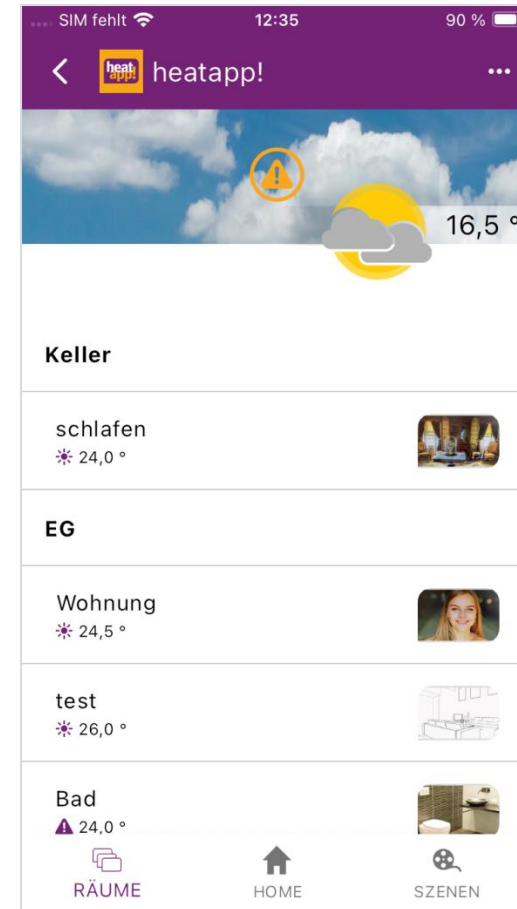 SIM fehlt 12:35 90 %
heat app! heatapp!
16,5 °
Keller
schlafen
24,0 °
EG
Wohnung
24,5 °
test
26,0 °
Bad
24,0 °
RÄUME HOME SZENEN